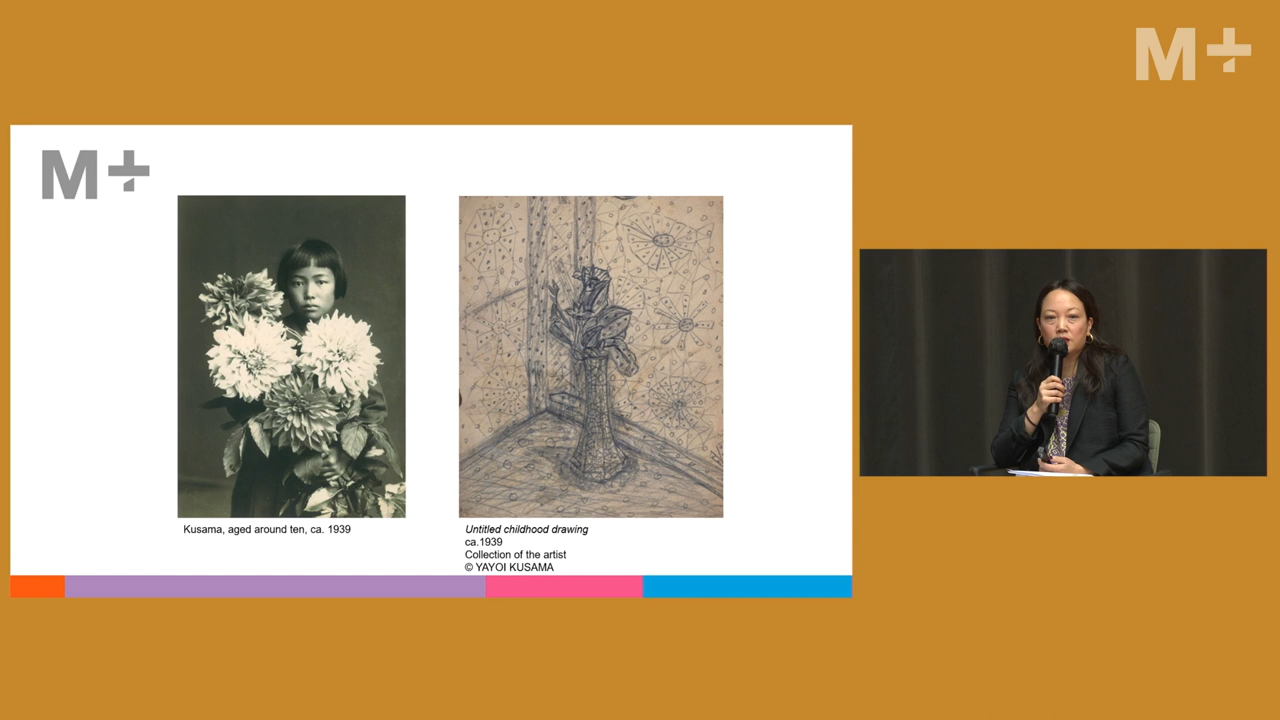 M+
M+
Kusama, aged around ten, ca. 1939
Untitled childhood drawing
ca.1939
Collection of the artist
© YAYOI KUSAMA